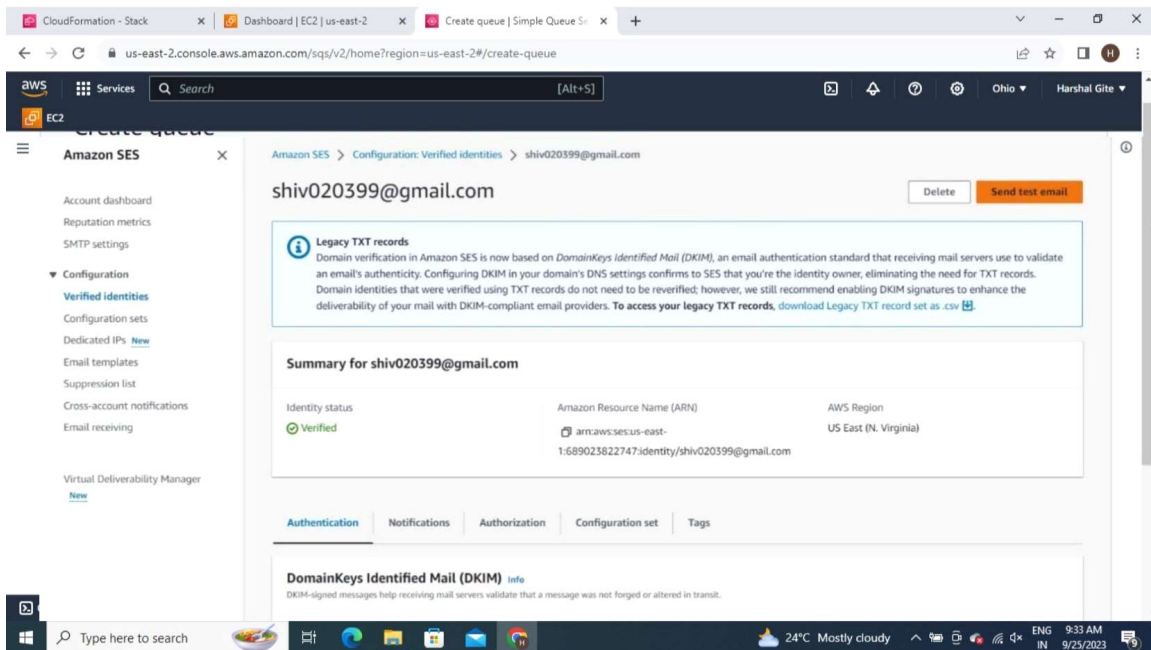 CloudFormation - Stack
Dashboard | EC2 | us-east-2
Create queue | Simple Queue Se
us-east-2.console.aws.amazon.com/sqs/v2/home?region=us-east-2#/create-queue
H
aws
Services
Search
[Alt+S]
Ohio
Harshal Gite
EC2
Create queue
Amazon SES
Account dashboard
Reputation metrics
SMTP settings
Configuration
Verified identities
Configuration sets
Dedicated IPs New
Email templates
Suppression list
Cross-account notifications
Email receiving
Virtual Deliverability Manager
New
Amazon SES > Configuration: Verified identities > shiv020399@gmail.com
shiv020399@gmail.com
Delete
Send test email
Legacy TXT records
Domain verification in Amazon SES is now based on DomainKeys Identified Mail (DKIM), an email authentication standard that receiving mail servers use to validate
an email's authenticity. Configuring DKIM in your domain's DNS settings confirms to SES that you're the identity owner, eliminating the need for TXT records.
Domain identities that were verified using TXT records do not need to be reverified; however, we still recommend enabling DKIM signatures to enhance the
deliverability of your mail with DKIM-compliant email providers. To access your legacy TXT records, download Legacy TXT record set as .csv
Summary for shiv020399@gmail.com
Identity status
Verified
Amazon Resource Name (ARN)
arn:aws:ses:us-east-
1:689023822747:identity/shiv020399@gmail.com
AWS Region
US East (N. Virginia)
Authentication
Notifications
Authorization
Configuration set
Tags
DomainKeys Identified Mail (DKIM) Info
DKIM-signed messages help receiving mail servers validate that a message was not forged or altered in transit.
Type here to search
24°C Mostly cloudy
ENG
IN
9:33 AM
9/25/2023
9